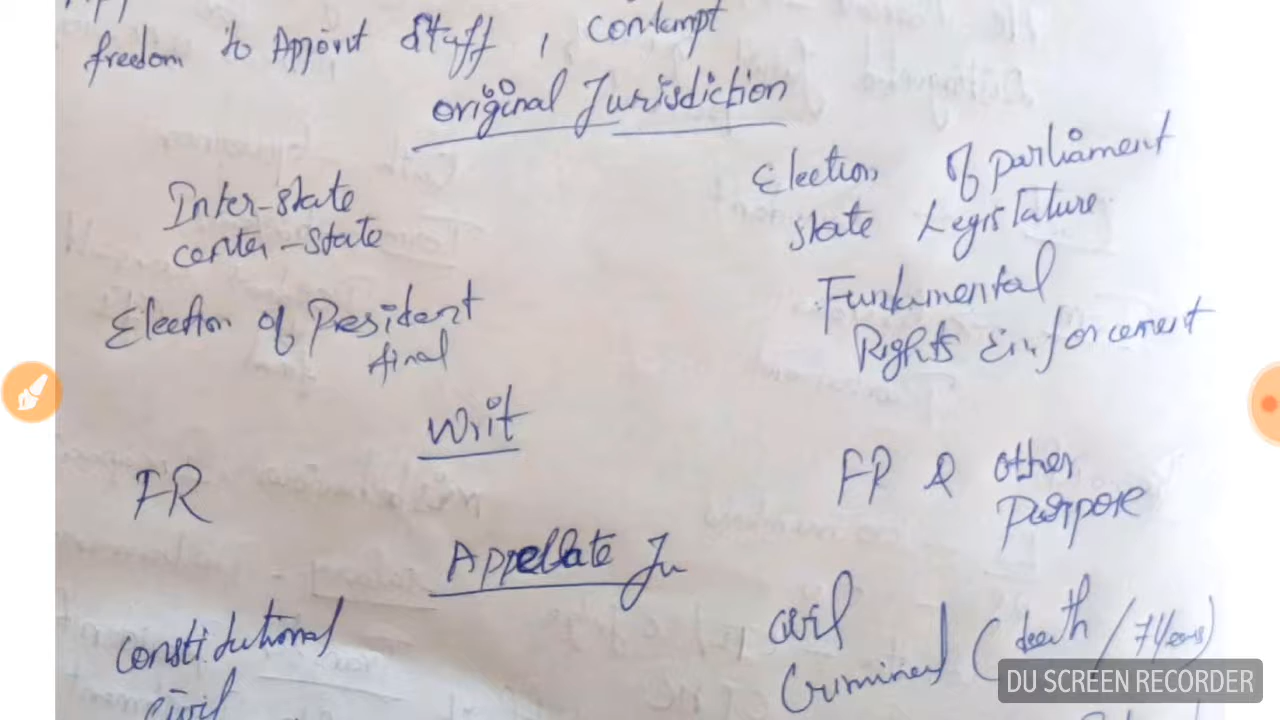 freedom to Appoint Staff, contempt
original Jurisdiction
Inter-state
center-state
Election of President
final
Election of parliament
state Legislature
Fundamental
Rights Enforcement
Writ
FR
FR & other
purpose
Appellate Ju
constitutional
civil
civil
Criminal (death / 7 Years)
DU SCREEN RECORDER